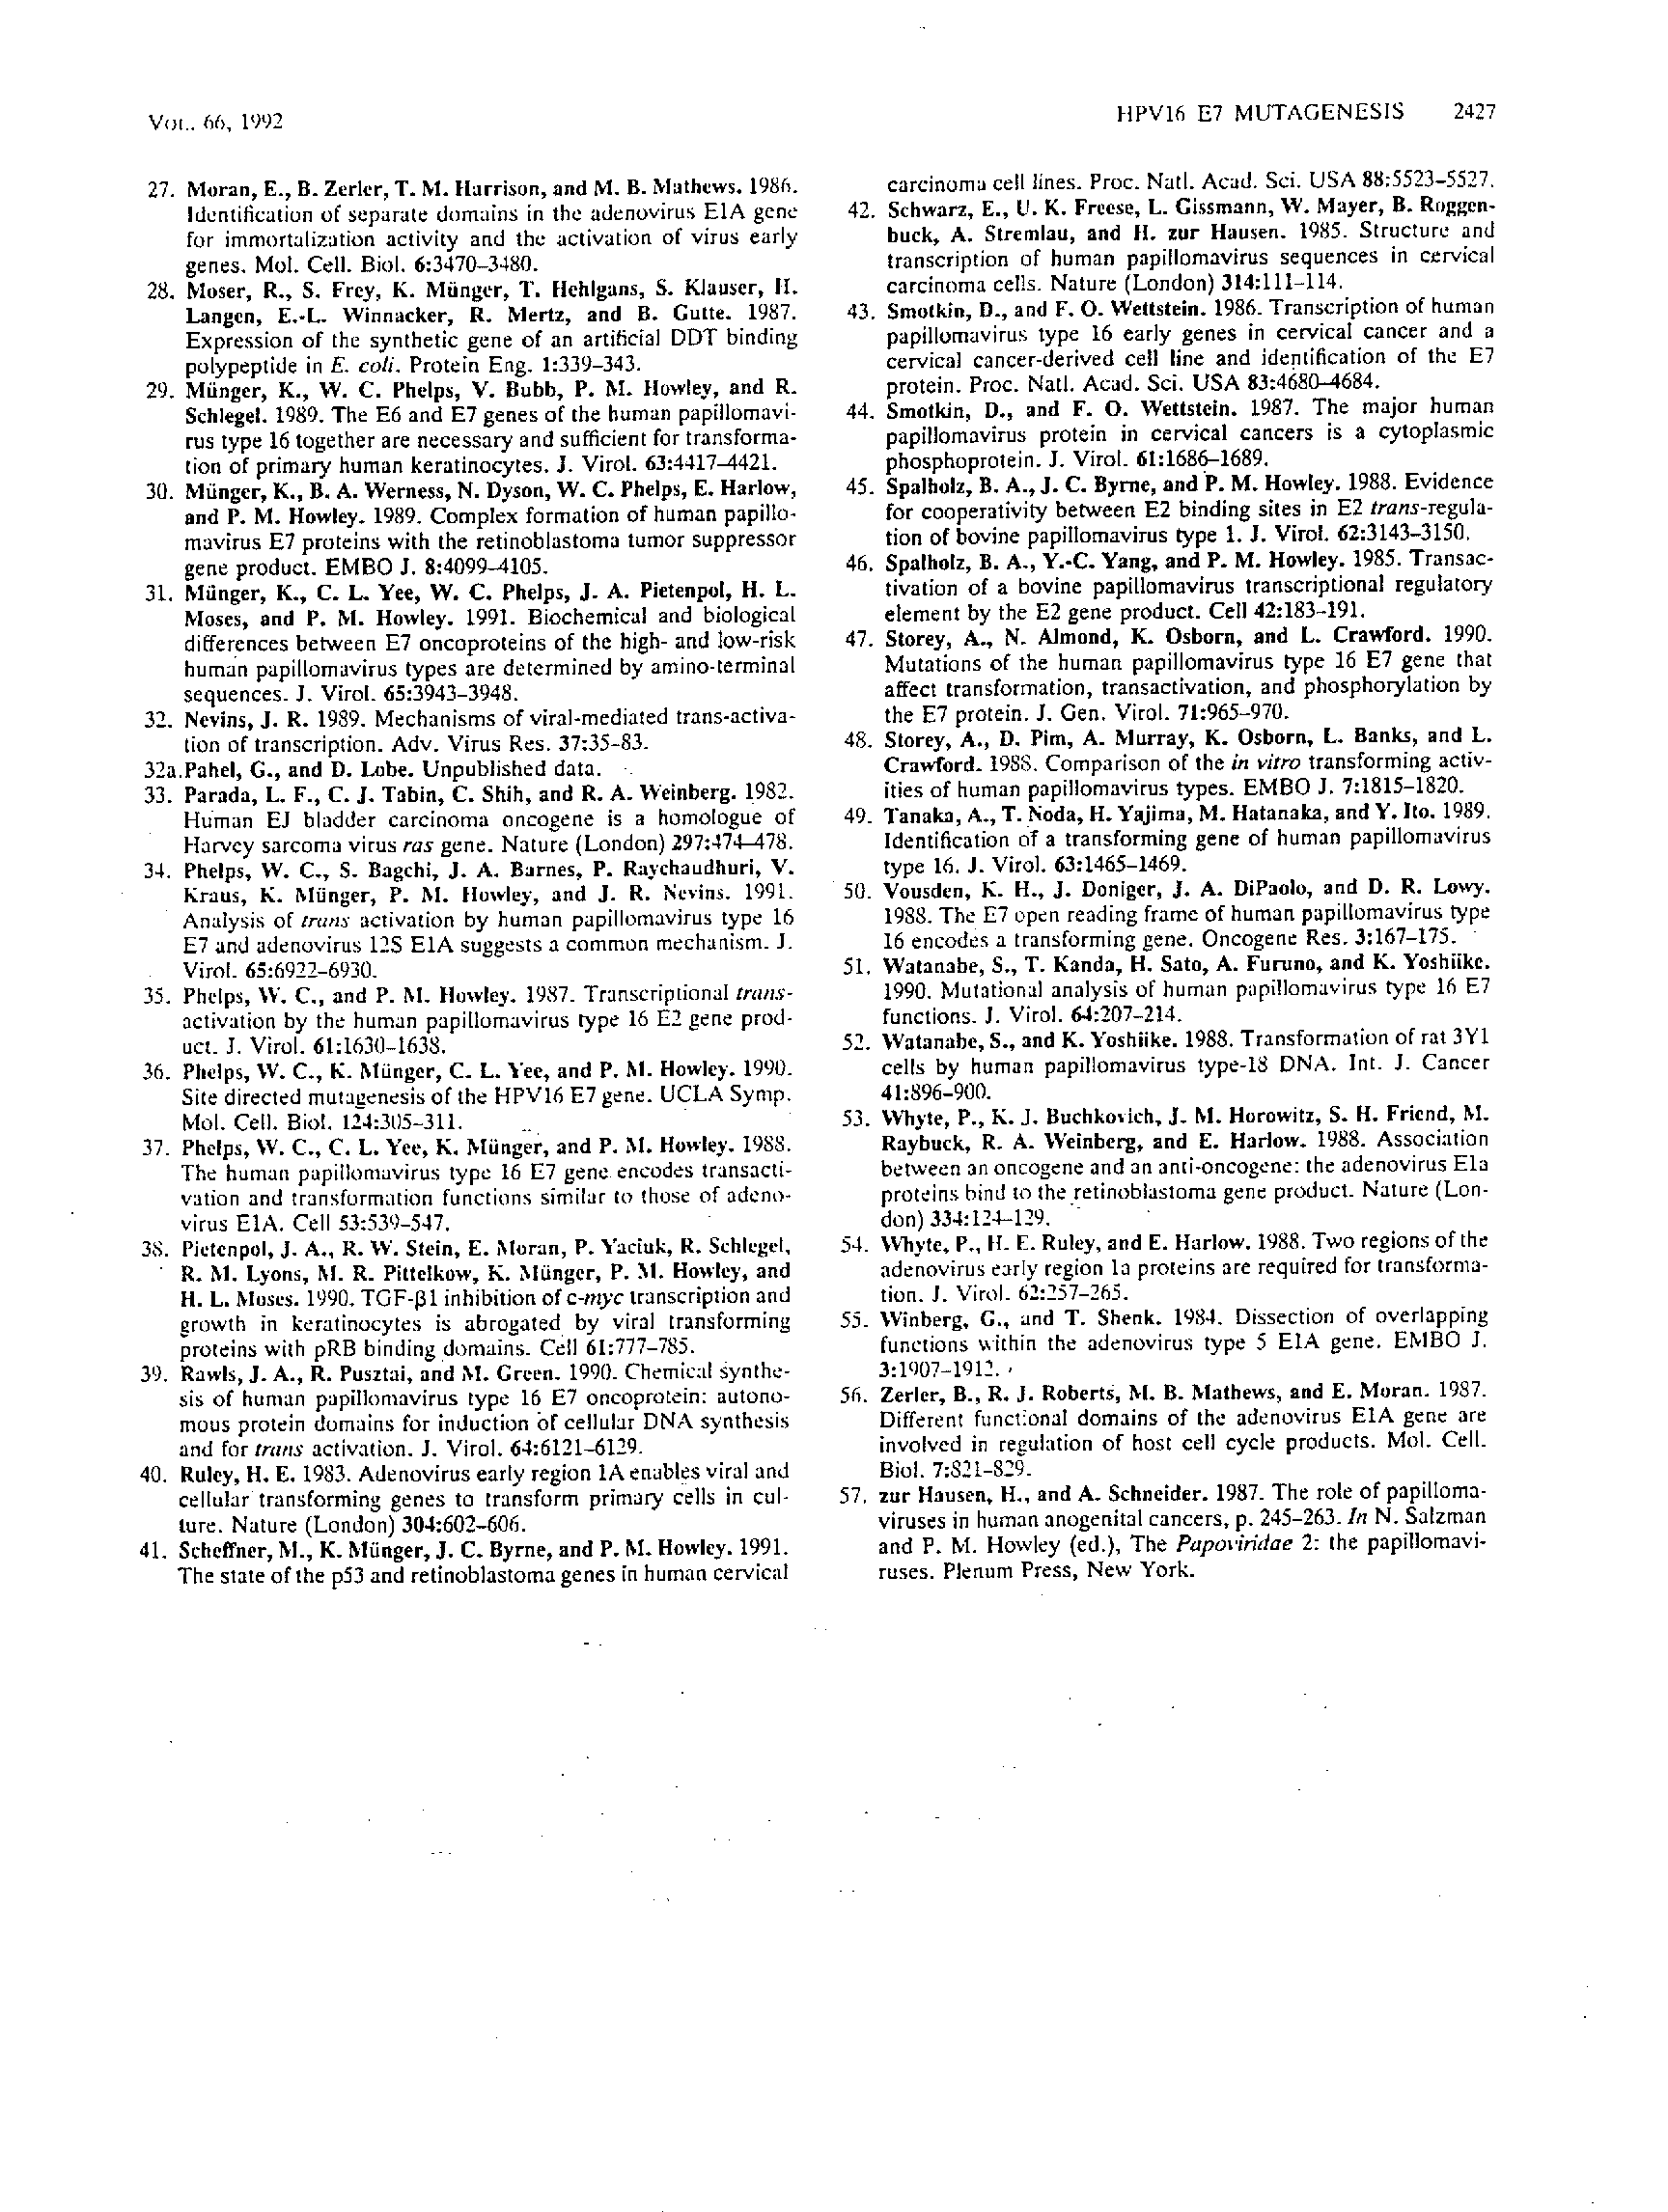 VOL. 66, 1992
HPV16 E7 MUTAGENESIS 2427
27. Moran, E., B. Zerler, T. M. Harrison, and M. B. Mathews. 1986.
Identification of separate domains in the adenovirus E1A gene
for immortalization activity and the activation of virus early
genes. Mol. Cell. Biol. 6:3470–3480.
28. Moser, R., S. Frey, K. Münger, T. Hehlgans, S. Klauser, H.
Langen, E.-L. Winnacker, R. Mertz, and B. Gutte. 1987.
Expression of the synthetic gene of an artificial DDT binding
polypeptide in E. coli. Protein Eng. 1:339–343.
29. Münger, K., W. C. Phelps, V. Bubb, P. M. Howley, and R.
Schlegel. 1989. The E6 and E7 genes of the human papillomavi-
rus type 16 together are necessary and sufficient for transforma-
tion of primary human keratinocytes. J. Virol. 63:4417–4421.
30. Münger, K., B. A. Werness, N. Dyson, W. C. Phelps, E. Harlow,
and P. M. Howley. 1989. Complex formation of human papillo-
mavirus E7 proteins with the retinoblastoma tumor suppressor
gene product. EMBO J. 8:4099–4105.
31. Münger, K., C. L. Yee, W. C. Phelps, J. A. Pietenpol, H. L.
Moses, and P. M. Howley. 1991. Biochemical and biological
differences between E7 oncoproteins of the high- and low-risk
human papillomavirus types are determined by amino-terminal
sequences. J. Virol. 65:3943–3948.
32. Nevins, J. R. 1989. Mechanisms of viral-mediated trans-activa-
tion of transcription. Adv. Virus Res. 37:35–83.
32a.Pahel, G., and D. Lobe. Unpublished data.
33. Parada, L. F., C. J. Tabin, C. Shih, and R. A. Weinberg. 1982.
Human EJ bladder carcinoma oncogene is a homologue of
Harvey sarcoma virus ras gene. Nature (London) 297:474–478.
34. Phelps, W. C., S. Bagchi, J. A. Barnes, P. Raychaudhuri, V.
Kraus, K. Münger, P. M. Howley, and J. R. Nevins. 1991.
Analysis of trans activation by human papillomavirus type 16
E7 and adenovirus 12S E1A suggests a common mechanism. J.
Virol. 65:6922–6930.
35. Phelps, W. C., and P. M. Howley. 1987. Transcriptional trans-
activation by the human papillomavirus type 16 E2 gene prod-
uct. J. Virol. 61:1630–1638.
36. Phelps, W. C., K. Münger, C. L. Yee, and P. M. Howley. 1990.
Site directed mutagenesis of the HPV16 E7 gene. UCLA Symp.
Mol. Cell. Biol. 124:305–311.
37. Phelps, W. C., C. L. Yee, K. Münger, and P. M. Howley. 1988.
The human papillomavirus type 16 E7 gene encodes transacti-
vation and transformation functions similar to those of adeno-
virus E1A. Cell 53:539–547.
38. Pietenpol, J. A., R. W. Stein, E. Moran, P. Yaciuk, R. Schlegel,
R. M. Lyons, M. R. Pittelkow, K. Münger, P. M. Howley, and
H. L. Moses. 1990. TGF-β1 inhibition of c-myc transcription and
growth in keratinocytes is abrogated by viral transforming
proteins with pRB binding domains. Cell 61:777–785.
39. Rawls, J. A., R. Pusztai, and M. Green. 1990. Chemical synthe-
sis of human papillomavirus type 16 E7 oncoprotein: autono-
mous protein domains for induction of cellular DNA synthesis
and for trans activation. J. Virol. 64:6121–6129.
40. Ruley, H. E. 1983. Adenovirus early region 1A enables viral and
cellular transforming genes to transform primary cells in cul-
ture. Nature (London) 304:602–606.
41. Scheffner, M., K. Münger, J. C. Byrne, and P. M. Howley. 1991.
The state of the p53 and retinoblastoma genes in human cervical
carcinoma cell lines. Proc. Natl. Acad. Sci. USA 88:5523–5527.
42. Schwarz, E., U. K. Freese, L. Gissmann, W. Mayer, B. Roggen-
buck, A. Stremlau, and H. zur Hausen. 1985. Structure and
transcription of human papillomavirus sequences in cervical
carcinoma cells. Nature (London) 314:111–114.
43. Smotkin, D., and F. O. Wettstein. 1986. Transcription of human
papillomavirus type 16 early genes in cervical cancer and a
cervical cancer-derived cell line and identification of the E7
protein. Proc. Natl. Acad. Sci. USA 83:4680–4684.
44. Smotkin, D., and F. O. Wettstein. 1987. The major human
papillomavirus protein in cervical cancers is a cytoplasmic
phosphoprotein. J. Virol. 61:1686–1689.
45. Spalholz, B. A., J. C. Byrne, and P. M. Howley. 1988. Evidence
for cooperativity between E2 binding sites in E2 trans-regula-
tion of bovine papillomavirus type 1. J. Virol. 62:3143–3150.
46. Spalholz, B. A., Y.-C. Yang, and P. M. Howley. 1985. Transac-
tivation of a bovine papillomavirus transcriptional regulatory
element by the E2 gene product. Cell 42:183–191.
47. Storey, A., N. Almond, K. Osborn, and L. Crawford. 1990.
Mutations of the human papillomavirus type 16 E7 gene that
affect transformation, transactivation, and phosphorylation by
the E7 protein. J. Gen. Virol. 71:965–970.
48. Storey, A., D. Pim, A. Murray, K. Osborn, L. Banks, and L.
Crawford. 1988. Comparison of the in vitro transforming activ-
ities of human papillomavirus types. EMBO J. 7:1815–1820.
49. Tanaka, A., T. Noda, H. Yajima, M. Hatanaka, and Y. Ito. 1989.
Identification of a transforming gene of human papillomavirus
type 16. J. Virol. 63:1465–1469.
50. Vousden, K. H., J. Doniger, J. A. DiPaolo, and D. R. Lowy.
1988. The E7 open reading frame of human papillomavirus type
16 encodes a transforming gene. Oncogene Res. 3:167–175.
51. Watanabe, S., T. Kanda, H. Sato, A. Furuno, and K. Yoshiike.
1990. Mutational analysis of human papillomavirus type 16 E7
functions. J. Virol. 64:207–214.
52. Watanabe, S., and K. Yoshiike. 1988. Transformation of rat 3Y1
cells by human papillomavirus type-18 DNA. Int. J. Cancer
41:896–900.
53. Whyte, P., K. J. Buchkovich, J. M. Horowitz, S. H. Friend, M.
Raybuck, R. A. Weinberg, and E. Harlow. 1988. Association
between an oncogene and an anti-oncogene: the adenovirus E1a
proteins bind to the retinoblastoma gene product. Nature (Lon-
don) 334:124–129.
54. Whyte, P., H. E. Ruley, and E. Harlow. 1988. Two regions of the
adenovirus early region 1a proteins are required for transforma-
tion. J. Virol. 62:257–265.
55. Winberg, G., and T. Shenk. 1984. Dissection of overlapping
functions within the adenovirus type 5 E1A gene. EMBO J.
3:1907–1912.
56. Zerler, B., R. J. Roberts, M. B. Mathews, and E. Moran. 1987.
Different functional domains of the adenovirus E1A gene are
involved in regulation of host cell cycle products. Mol. Cell.
Biol. 7:821–829.
57. zur Hausen, H., and A. Schneider. 1987. The role of papilloma-
viruses in human anogenital cancers, p. 245–263. In N. Salzman
and P. M. Howley (ed.), The Papoviridae 2: the papillomavi-
ruses. Plenum Press, New York.